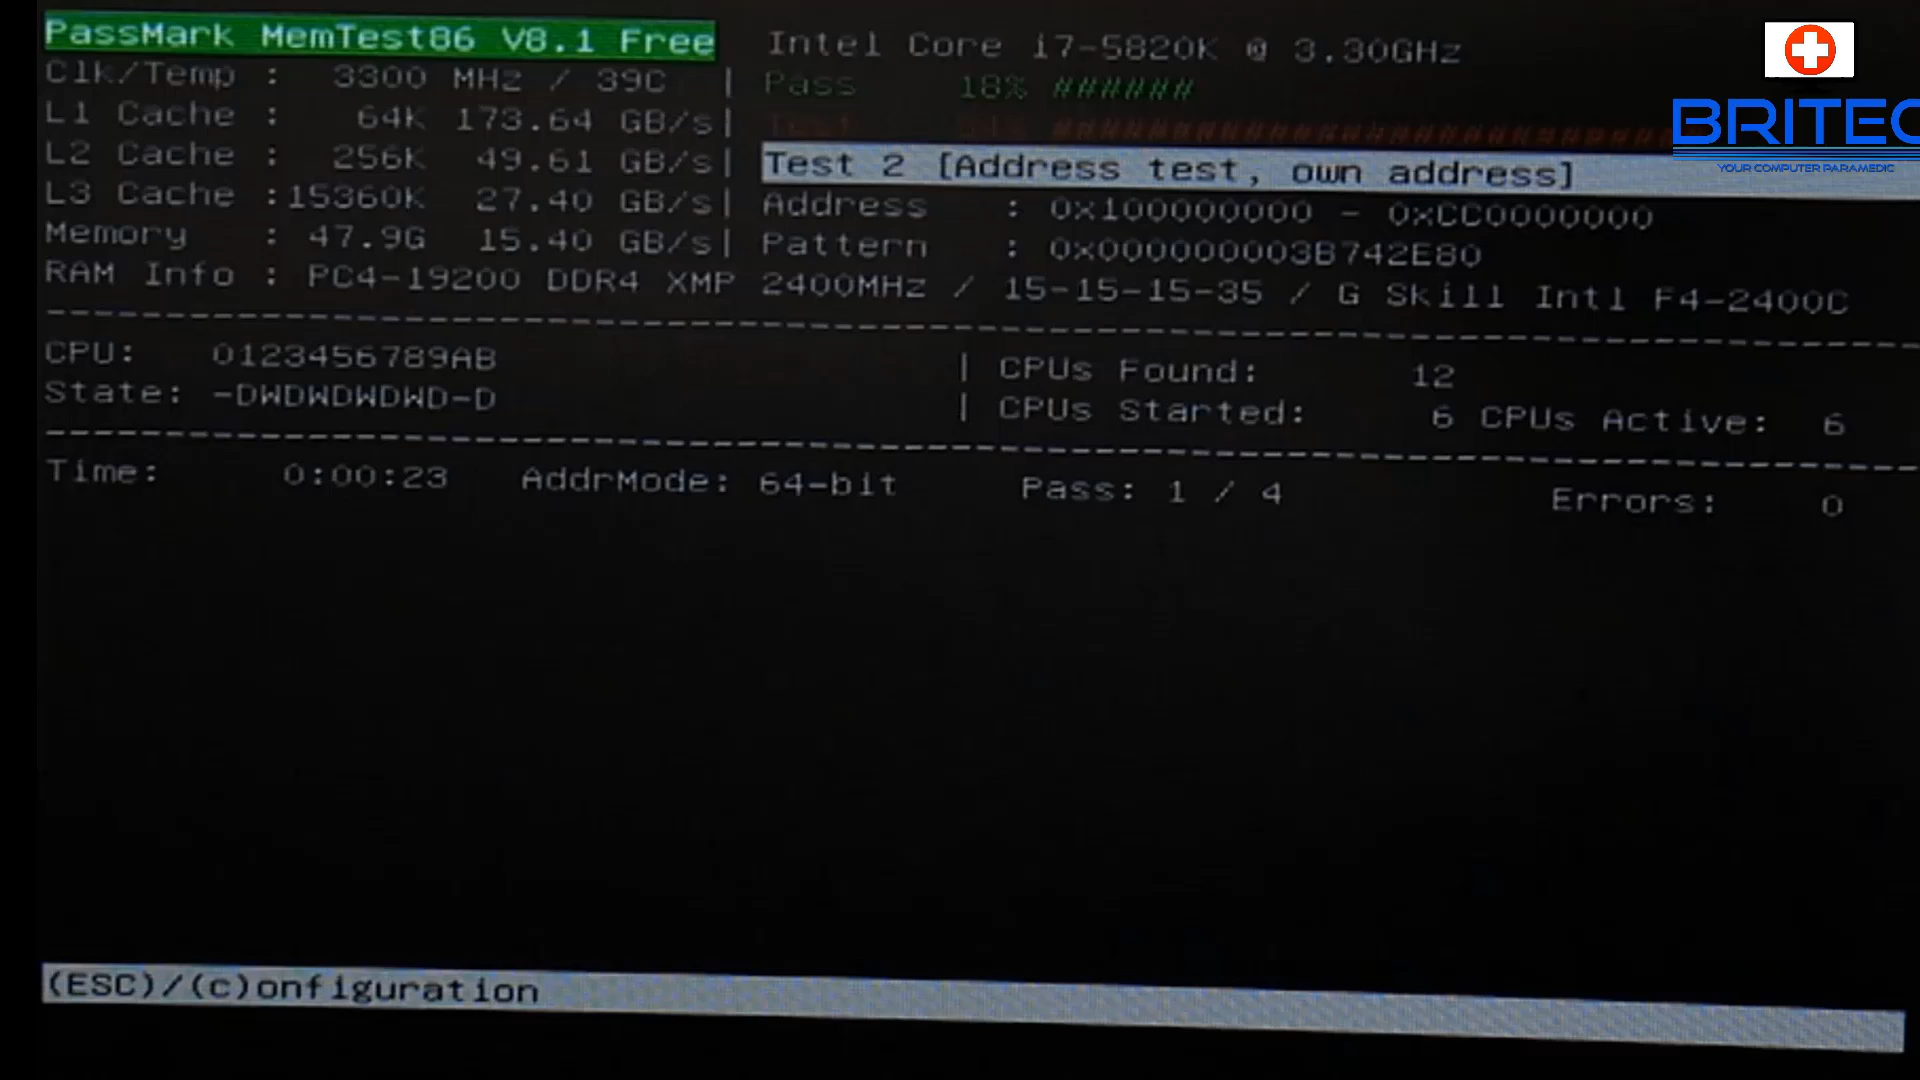 PassMark MemTest86 V8.1 Free
Intel Core i7-5820K @ 3.30GHz
Clk/Temp : 3300 MHz / 39C | Pass 18% ######
L1 Cache : 64K 173.64 GB/s| Test
L2 Cache : 256K 49.61 GB/s| Test 2 [Address test, own address]
L3 Cache :15360K 27.40 GB/s| Address : 0x100000000 - 0xCC0000000
Memory : 47.9G 15.40 GB/s| Pattern : 0x000000003B742E80
RAM Info : PC4-19200 DDR4 XMP 2400MHz / 15-15-15-35 / G Skill Intl F4-2400C
CPU: 0123456789AB | CPUs Found: 12
State: -DWDWDWDWD-D | CPUs Started: 6 CPUs Active: 6
Time: 0:00:23 AddrMode: 64-bit Pass: 1 / 4 Errors: 0
(ESC)/(c)onfiguration
BRITEC
YOUR COMPUTER PARAMEDIC